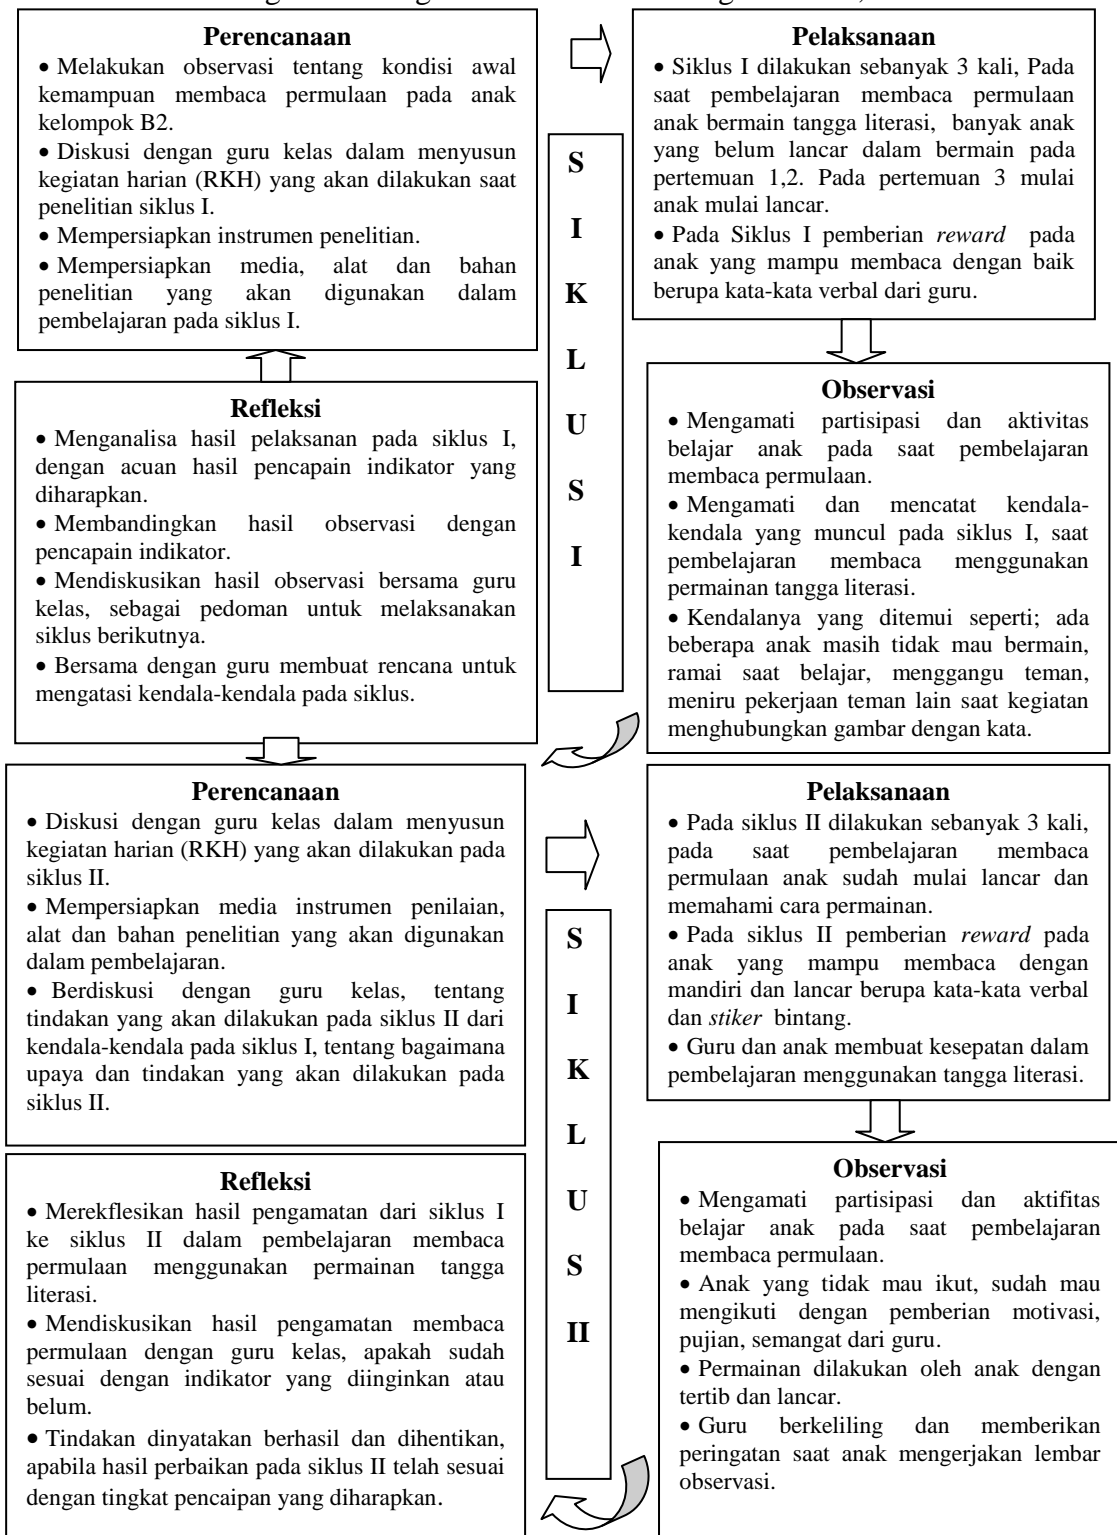 Perencanaan
• Melakukan observasi tentang kondisi awal
kemampuan membaca permulaan pada anak
kelompok B2.
• Diskusi dengan guru kelas dalam menyusun
kegiatan harian (RKH) yang akan dilakukan saat
penelitian siklus I.
• Mempersiapkan instrumen penelitian.
• Mempersiapkan media, alat dan bahan
penelitian yang akan digunakan dalam
pembelajaran pada siklus I.
Pelaksanaan
• Siklus I dilakukan sebanyak 3 kali, Pada
saat pembelajaran membaca permulaan
anak bermain tangga literasi, banyak anak
yang belum lancar dalam bermain pada
pertemuan 1,2. Pada pertemuan 3 mulai
anak mulai lancar.
• Pada Siklus I pemberian reward pada
anak yang mampu membaca dengan baik
berupa kata-kata verbal dari guru.
S
I
K
L
U
S
I
Observasi
• Mengamati partisipasi dan aktivitas
belajar anak pada saat pembelajaran
membaca permulaan.
• Mengamati dan mencatat kendala-
kendala yang muncul pada siklus I, saat
pembelajaran membaca menggunakan
permainan tangga literasi.
• Kendalanya yang ditemui seperti; ada
beberapa anak masih tidak mau bermain,
ramai saat belajar, menggangu teman,
meniru pekerjaan teman lain saat kegiatan
menghubungkan gambar dengan kata.
Refleksi
• Menganalisa hasil pelaksanan pada siklus I,
dengan acuan hasil pencapain indikator yang
diharapkan.
• Membandingkan hasil observasi dengan
pencapain indikator.
• Mendiskusikan hasil observasi bersama guru
kelas, sebagai pedoman untuk melaksanakan
siklus berikutnya.
• Bersama dengan guru membuat rencana untuk
mengatasi kendala-kendala pada siklus.
Perencanaan
• Diskusi dengan guru kelas dalam menyusun
kegiatan harian (RKH) yang akan dilakukan pada
siklus II.
• Mempersiapkan media instrumen penilaian,
alat dan bahan penelitian yang akan digunakan
dalam pembelajaran.
• Berdiskusi dengan guru kelas, tentang
tindakan yang akan dilakukan pada siklus II dari
kendala-kendala pada siklus I, tentang bagaimana
upaya dan tindakan yang akan dilakukan pada
siklus II.
Pelaksanaan
• Pada siklus II dilakukan sebanyak 3 kali,
pada saat pembelajaran membaca
permulaan anak sudah mulai lancar dan
memahami cara permainan.
• Pada siklus II pemberian reward pada
anak yang mampu membaca dengan
mandiri dan lancar berupa kata-kata verbal
dan stiker bintang.
• Guru dan anak membuat kesepatan dalam
pembelajaran menggunakan tangga literasi.
S
I
K
L
U
S
II
Observasi
• Mengamati partisipasi dan aktifitas
belajar anak pada saat pembelajaran
membaca permulaan.
• Anak yang tidak mau ikut, sudah mau
mengikuti dengan pemberian motivasi,
pujian, semangat dari guru.
• Permainan dilakukan oleh anak dengan
tertib dan lancar.
• Guru berkeliling dan memberikan
peringatan saat anak mengerjakan lembar
observasi.
Refleksi
• Merekflesikan hasil pengamatan dari siklus I
ke siklus II dalam pembelajaran membaca
permulaan menggunakan permainan tangga
literasi.
• Mendiskusikan hasil pengamatan membaca
permulaan dengan guru kelas, apakah sudah
sesuai dengan indikator yang diinginkan atau
belum.
• Tindakan dinyatakan berhasil dan dihentikan,
apabila hasil perbaikan pada siklus II telah sesuai
dengan tingkat pencaipan yang diharapkan.